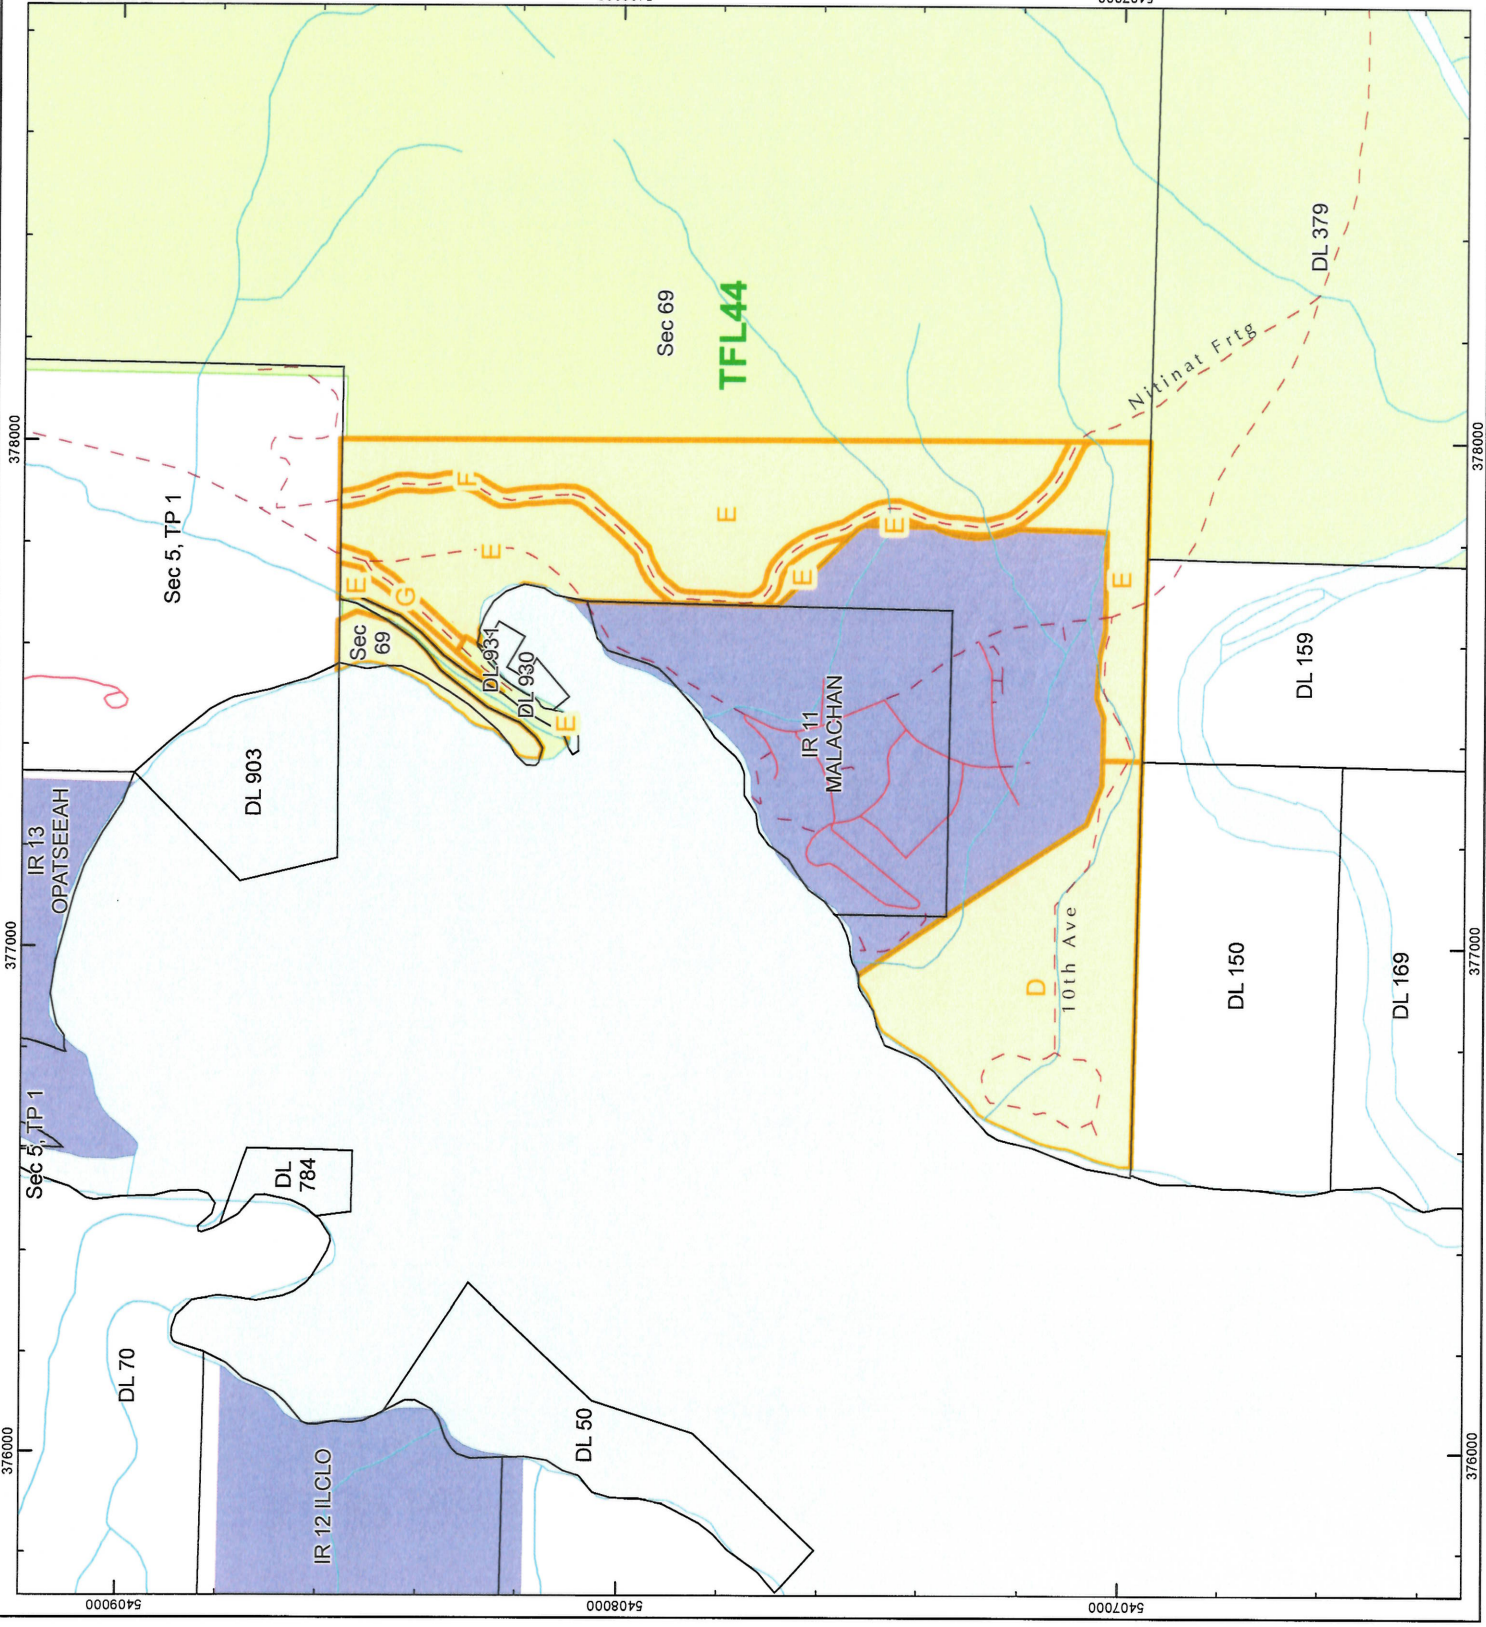 5407000
378000
Sec 5, TP 1
Sec 69
TFL44
DL 379
Nitinat Frtg
378000
F
E
E
E
E
E
E
G
Sec
69
DL 931
DL 930
E
DL 159
IR 11
MALACHAN
DL 903
IR 13
OPATSEEAH
377000
D
10th Ave
DL 150
DL 169
377000
Sec 5, TP 1
DL
784
DL 70
DL 50
IR 12 ILCLO
376000
376000
5409000
5408000
5407000